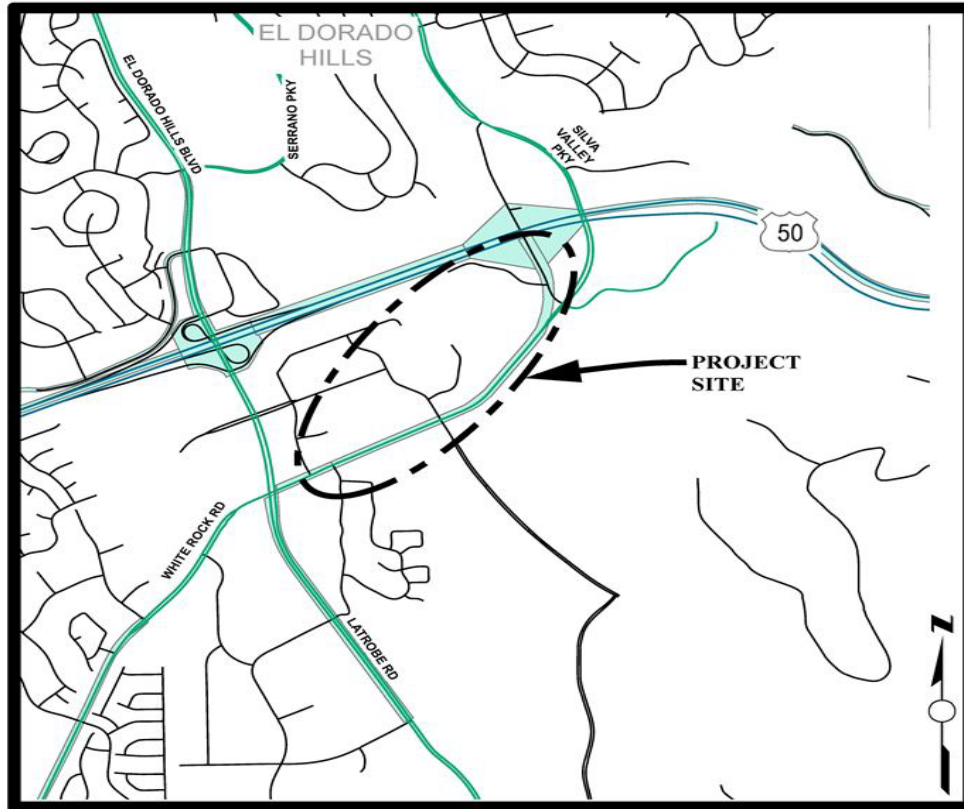 EL DORADO
HILLS
EL DORADO HILLS BLVD
SERRANO PKY
SILVA
VALLEY
PKY
50
PROJECT
SITE
WHITE ROCK RD
LATROBE RD
N